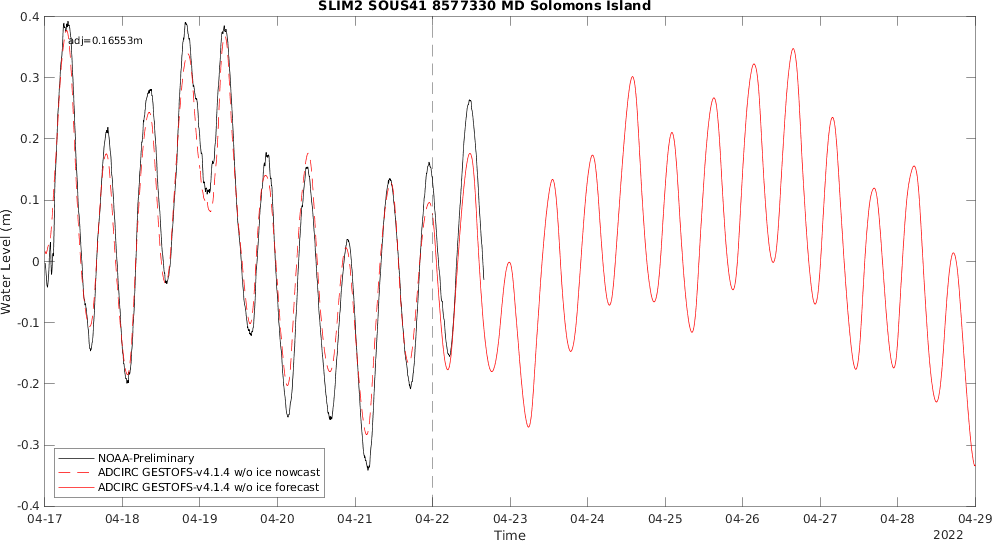 SLIM2 SOUS41 8577330 MD Solomons Island
adj=0.16553m
0.4
0.3
0.2
0.1
0
-0.1
-0.2
-0.3
-0.4
Water Level (m)
NOAA-Preliminary
ADCIRC GESTOFS-v4.1.4 w/o ice nowcast
ADCIRC GESTOFS-v4.1.4 w/o ice forecast
04-17 04-18 04-19 04-20 04-21 04-22 04-23 04-24 04-25 04-26 04-27 04-28 04-29
Time
2022